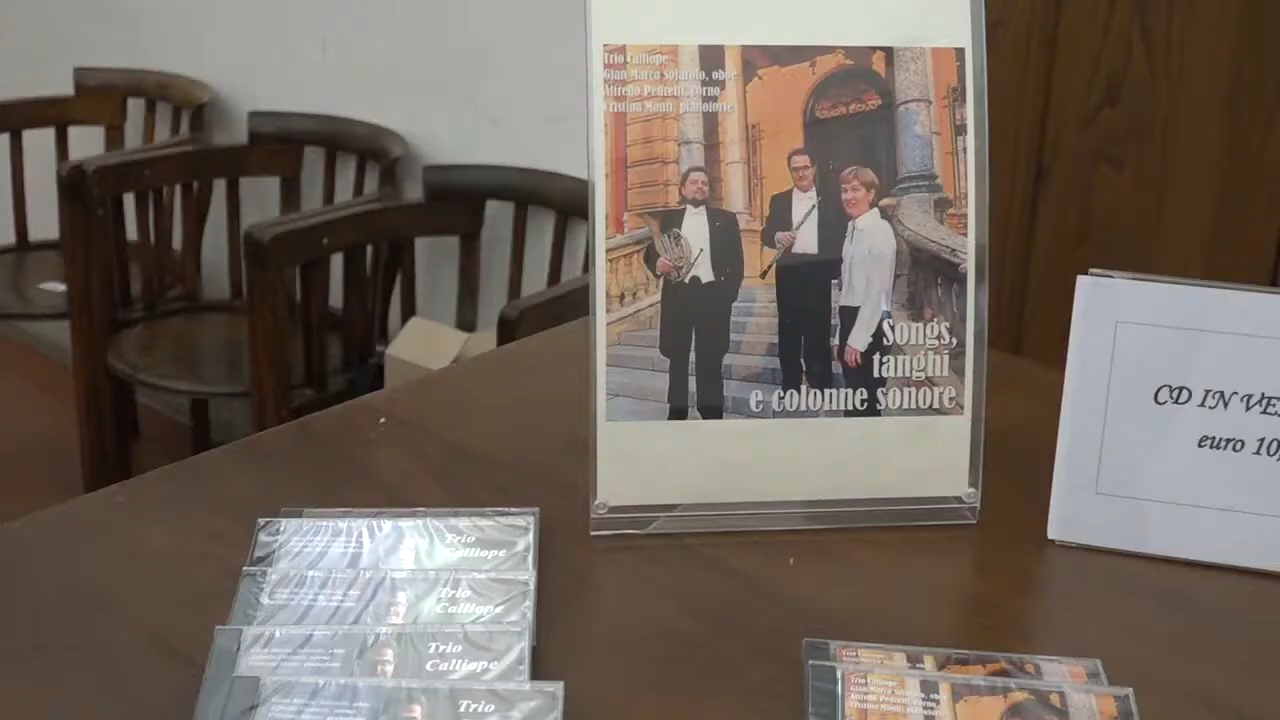 Trio Calliope
Gian Marco Solarolo, oboe
Alfredo Pedretti, corno
Cristina Monti, pianoforte
Songs,
tanghi
e colonne sonore
CD IN VE
euro 10,
Trio
Calliope
Trio
Calliope
Trio
Calliope
Trio
Trio Calliope
Trio Calliope
Gian Marco Solarolo, oboe
Alfredo Pedretti, corno
Cristina Monti, pianoforte